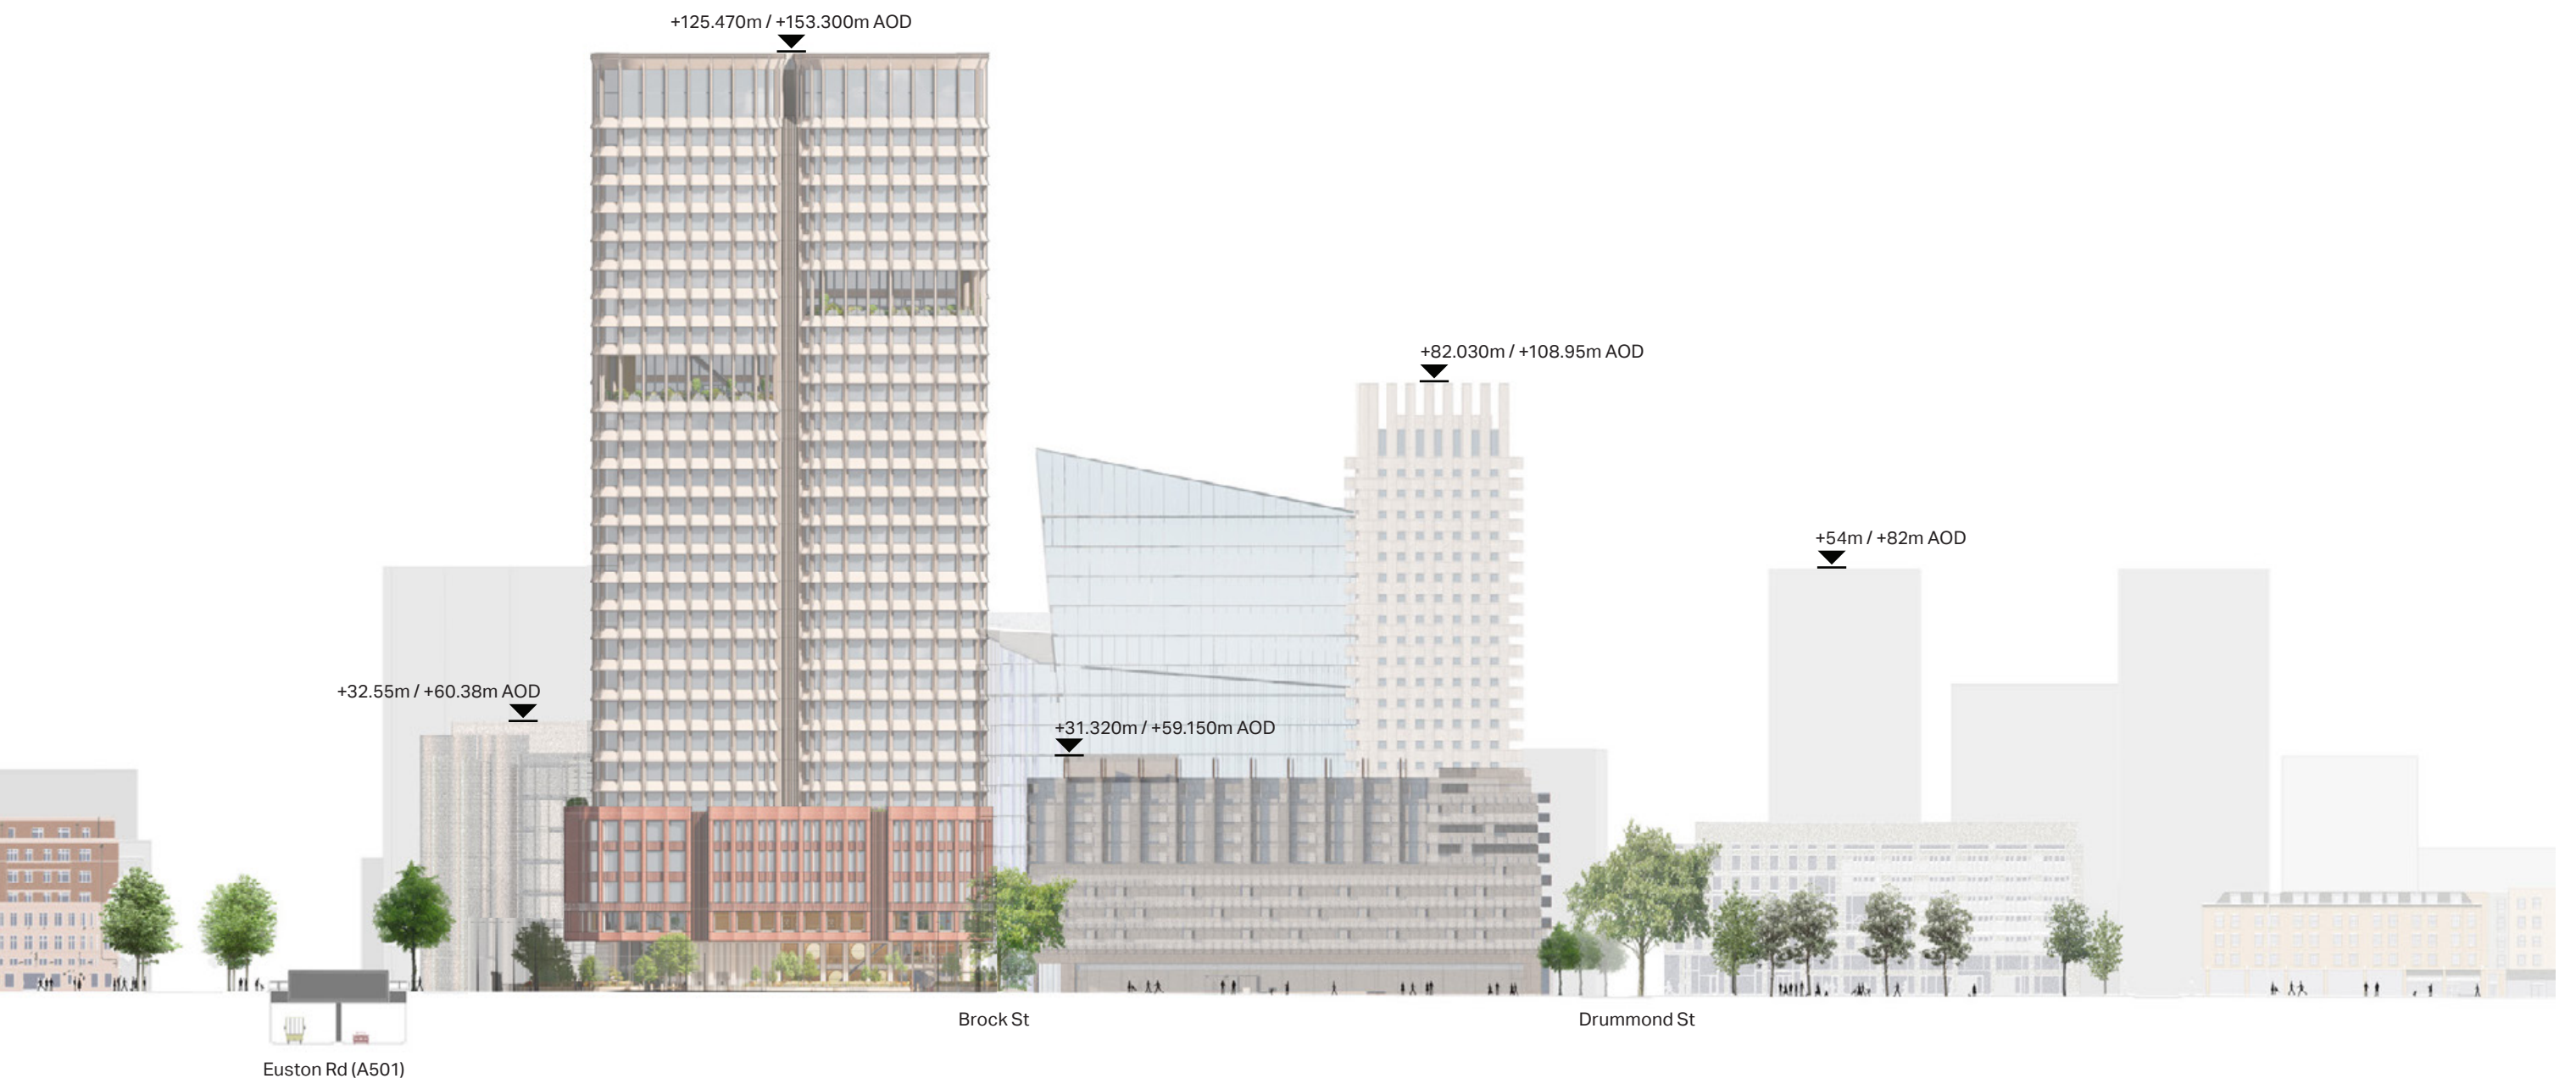 +125.470m / +153.300m AOD
+82.030m / +108.95m AOD
+54m / +82m AOD
+32.55m / +60.38m AOD
+31.320m / +59.150m AOD
Brock St
Drummond St
Euston Rd (A501)